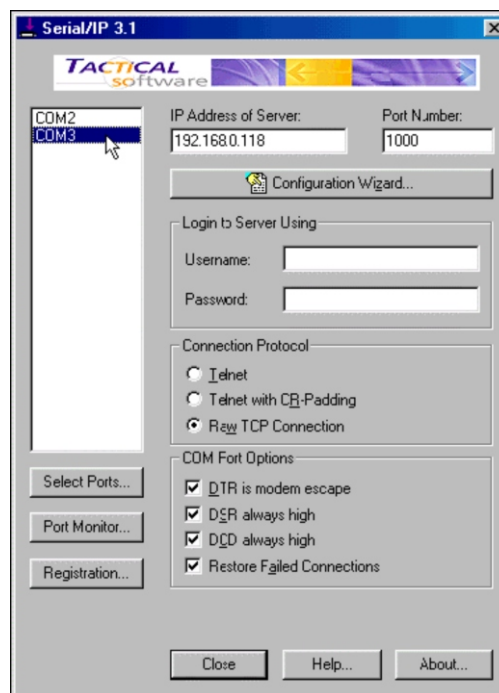 Serial/IP 3.1
TACTICAL
software
COM2
COM3
IP Address of Server:
Port Number:
192.168.0.118
1000
Configuration Wizard...
Login to Server Using
Username:
Password:
Connection Protocol
Telnet
Telnet with CR-Padding
Raw TCP Connection
COM Port Options
DTR is modem escape
DSR always high
DCD always high
Restore Failed Connections
Select Ports...
Port Monitor...
Registration...
Close
Help...
About...